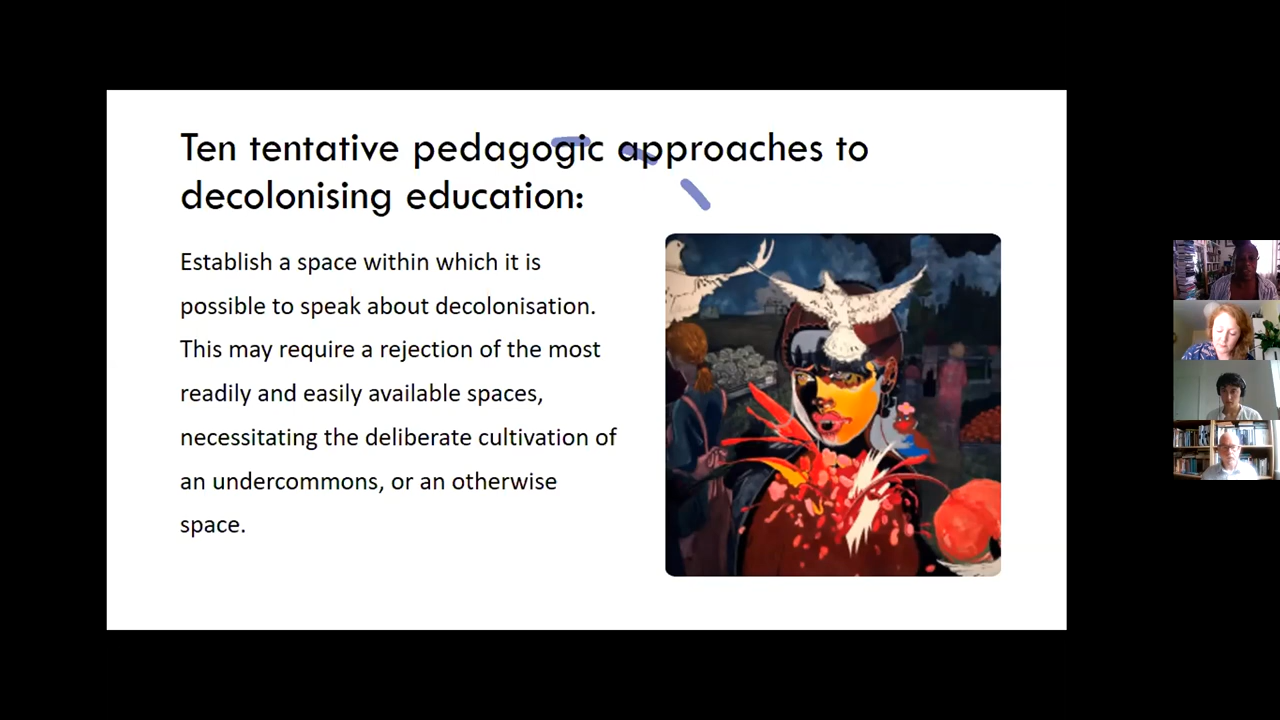 Ten tentative pedagogic approaches to
decolonising education:
Establish a space within which it is
possible to speak about decolonisation.
This may require a rejection of the most
readily and easily available spaces,
necessitating the deliberate cultivation of
an undercommons, or an otherwise
space.